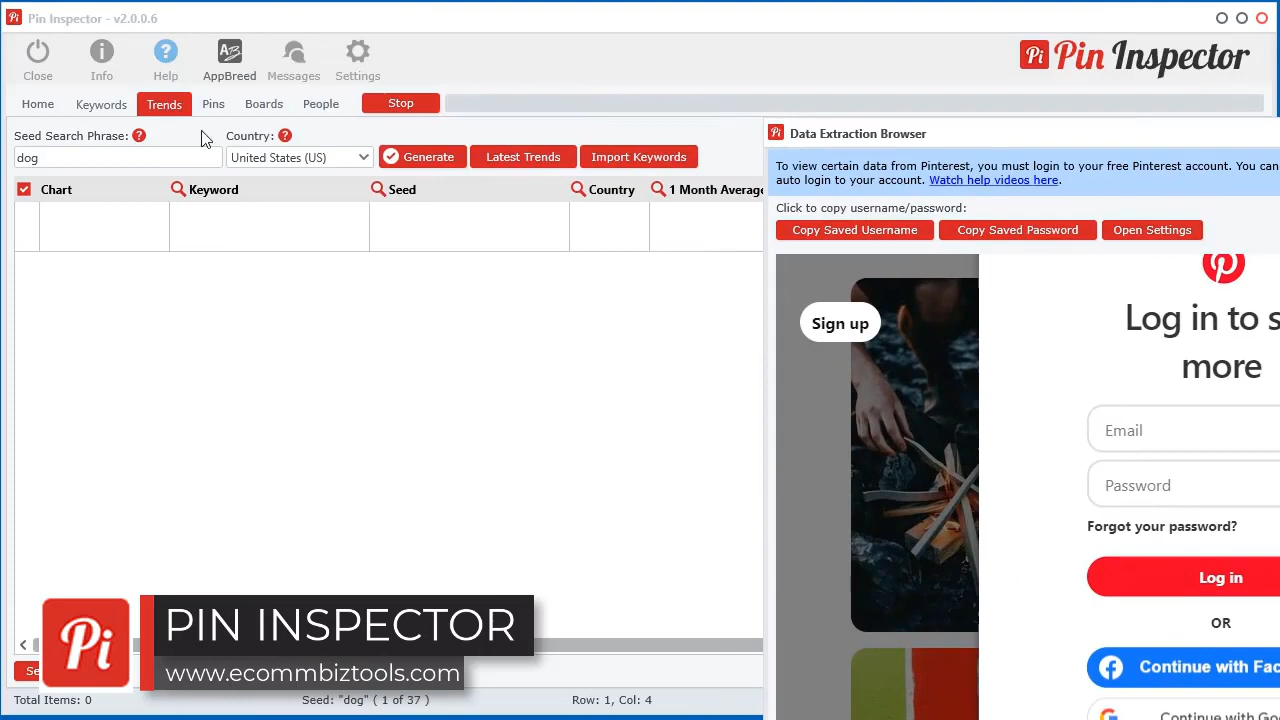 Pin Inspector - v2.0.0.6
Close Info Help AppBreed Messages Settings
Pi Pin Inspector
Home Keywords Trends Pins Boards People Stop
Seed Search Phrase: ? Country: ?
dog United States (US) Generate Latest Trends Import Keywords
Chart Keyword Seed Country 1 Month Average
Data Extraction Browser
To view certain data from Pinterest, you must login to your free Pinterest account. You can
auto login to your account. Watch help videos here.
Click to copy username/password:
Copy Saved Username Copy Saved Password Open Settings
Sign up
Log in to s
more
Email
Password
Forgot your password?
Log in
OR
Continue with Fac
Continue with Go
Pi
PIN INSPECTOR
www.ecommbiztools.com
Se
Total Items: 0 Seed: "dog" ( 1 of 37 ) Row: 1, Col: 4